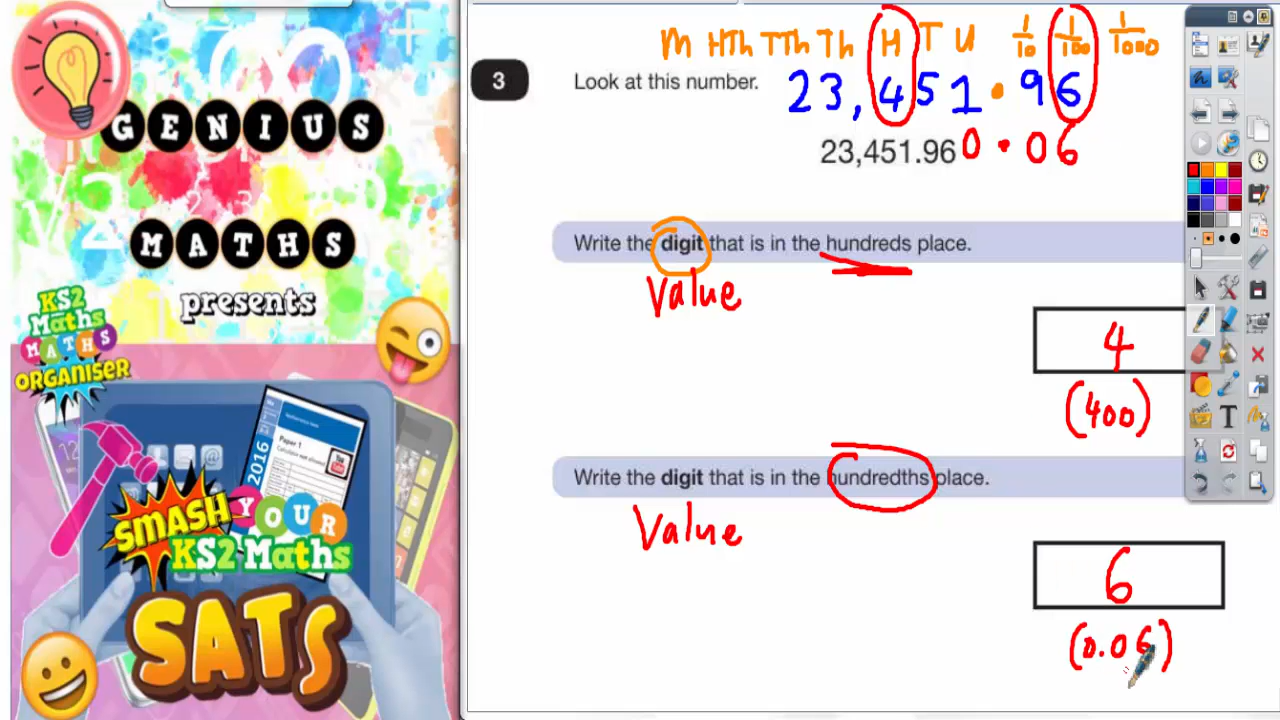 GENIUS
MATHS
presents
KS2
Maths
MATHS
ORGANISER
2016
Paper 1
SMASH YOUR
KS2 Maths
SATS
M HTh TTh Th H T U 1/10 1/100 1/1000
3
Look at this number.
23,451.96
23,451.96
0.06
Write the digit that is in the hundreds place.
Value
4
(400)
Write the digit that is in the hundredths place.
Value
6
(0.06)
T